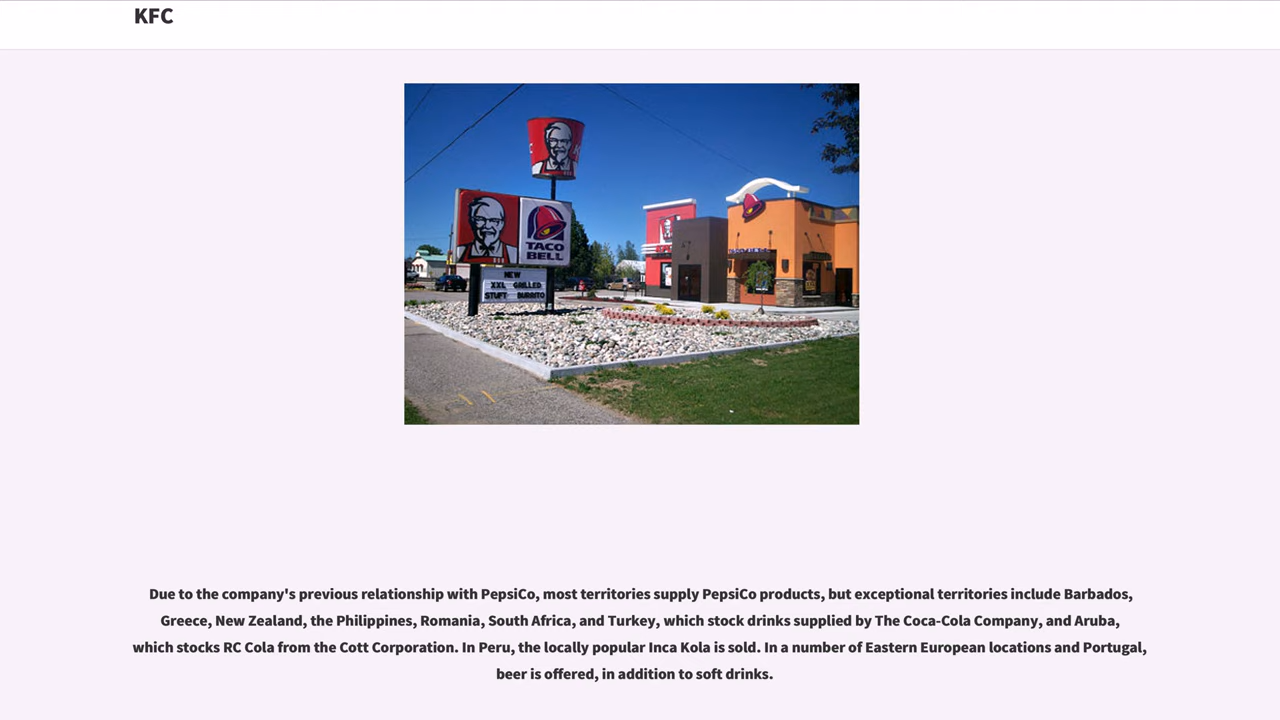 KFC
TACO
BELL
NEW
XXL GRILLED
STUFT BURRITO
Due to the company's previous relationship with PepsiCo, most territories supply PepsiCo products, but exceptional territories include Barbados,
Greece, New Zealand, the Philippines, Romania, South Africa, and Turkey, which stock drinks supplied by The Coca-Cola Company, and Aruba,
which stocks RC Cola from the Cott Corporation. In Peru, the locally popular Inca Kola is sold. In a number of Eastern European locations and Portugal,
beer is offered, in addition to soft drinks.